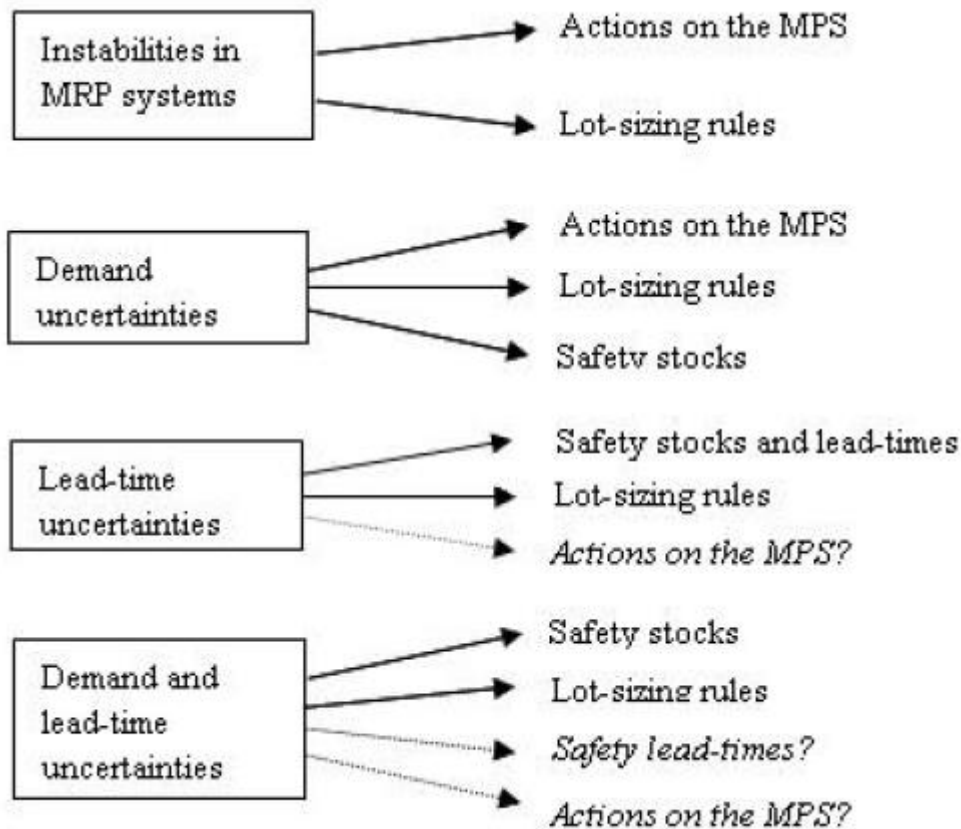 Instabilities in
MRP systems
Actions on the MPS
Lot-sizing rules
Demand
uncertainties
Actions on the MPS
Lot-sizing rules
Safety stocks
Lead-time
uncertainties
Safety stocks and lead-times
Lot-sizing rules
Actions on the MPS?
Demand and
lead-time
uncertainties
Safety stocks
Lot-sizing rules
Safety lead-times?
Actions on the MPS?